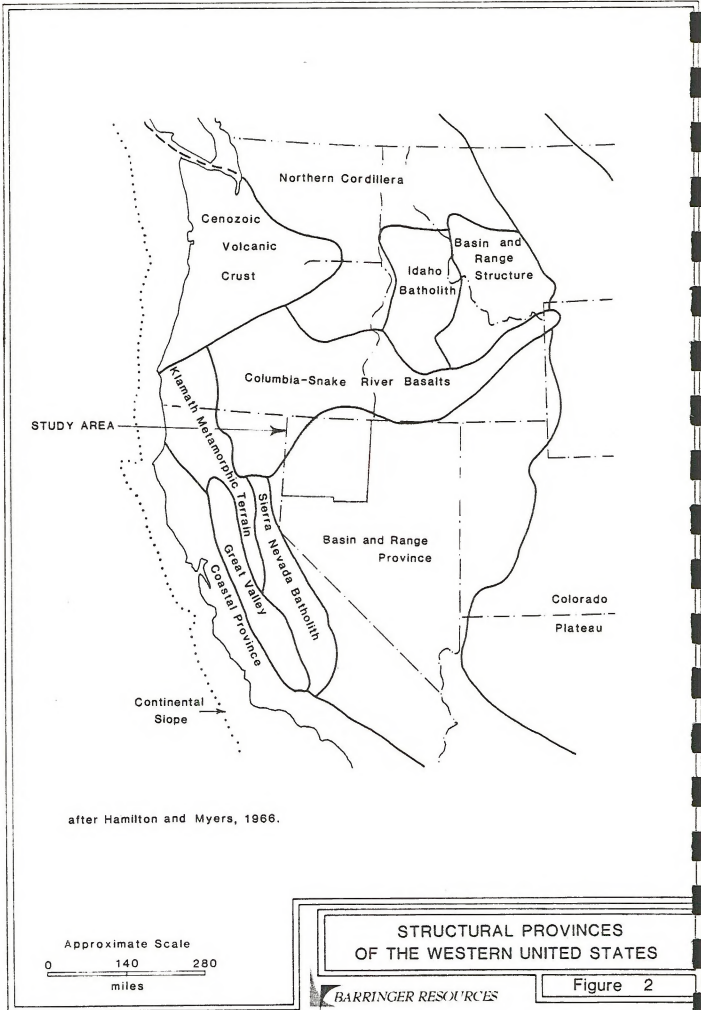 Northern Cordillera
Cenozoic
Volcanic
Crust
Basin and
Range
Structure
Idaho
Batholith
Columbia-Snake River Basalts
STUDY AREA
Klamath Metamorphic Terrain
Sierra Nevada Batholith
Great Valley
Coastal Province
Basin and Range
Province
Colorado
Plateau
Continental
Slope
after Hamilton and Myers, 1966.
Approximate Scale
0 140 280
miles
STRUCTURAL PROVINCES
OF THE WESTERN UNITED STATES
BARRINGER RESOURCES
Figure 2